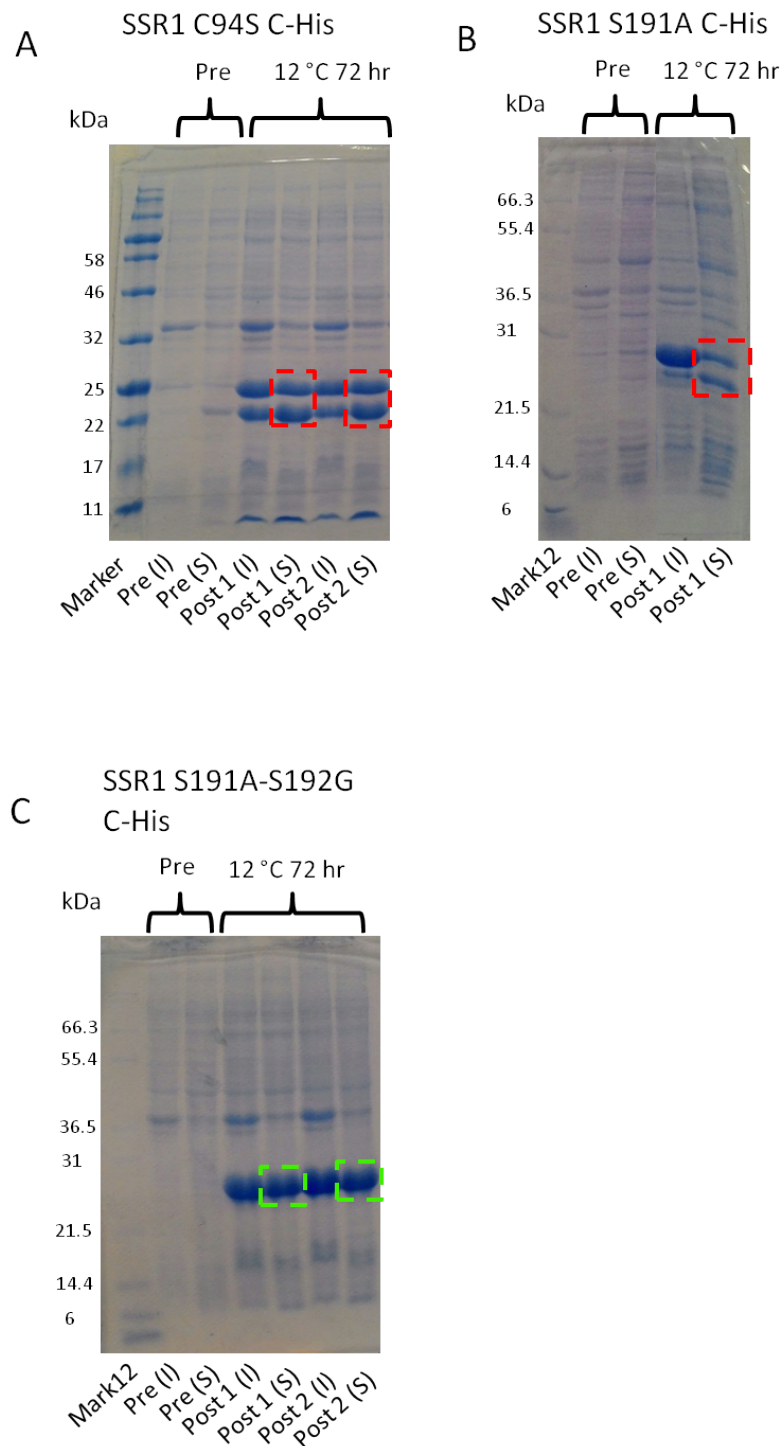 A
SSR1 C94S C-His
Pre
12 °C 72 hr
kDa
58
46
32
25
22
17
11
Marker
Pre (I)
Pre (S)
Post 1 (I)
Post 1 (S)
Post 2 (I)
Post 2 (S)
B
SSR1 S191A C-His
Pre
12 °C 72 hr
kDa
66.3
55.4
36.5
31
21.5
14.4
6
Mark12
Pre (I)
Pre (S)
Post 1 (I)
Post 1 (S)
C
SSR1 S191A-S192G
C-His
Pre
12 °C 72 hr
kDa
66.3
55.4
36.5
31
21.5
14.4
6
Mark12
Pre (I)
Pre (S)
Post 1 (I)
Post 1 (S)
Post 2 (I)
Post 2 (S)